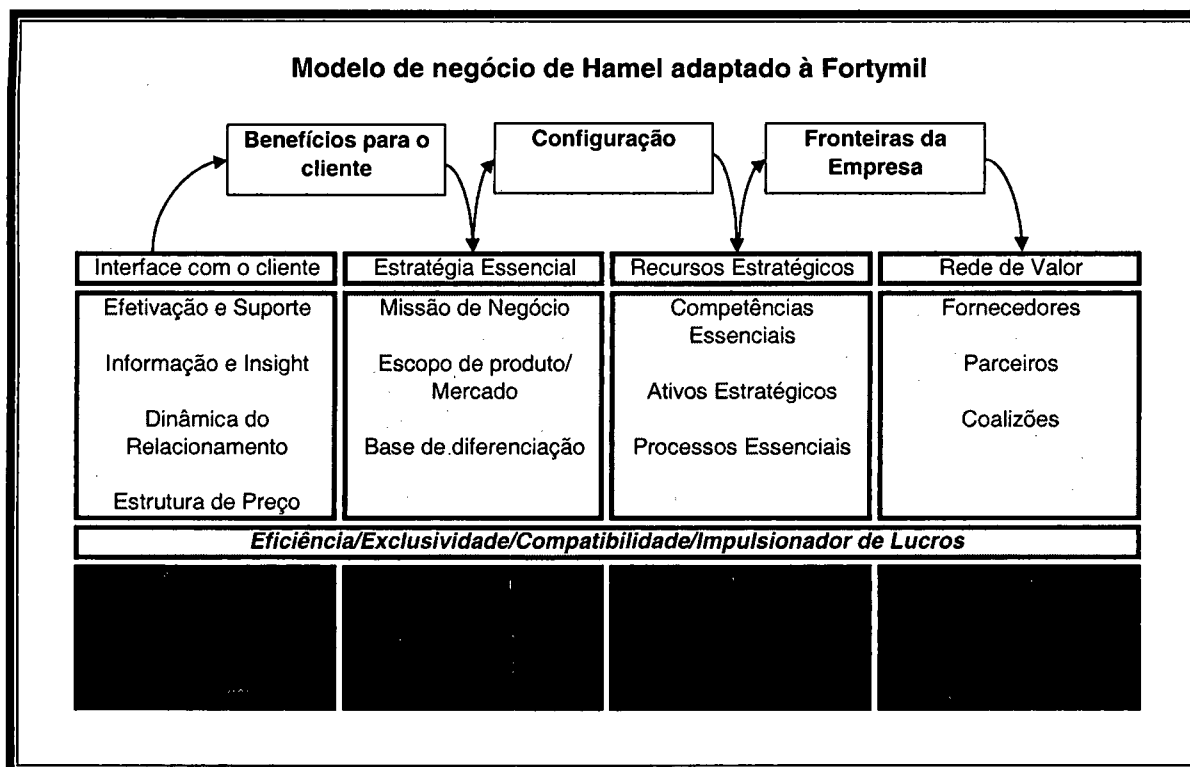 Modelo de negócio de Hamel adaptado à Fortymil
Benefícios para o
cliente
Configuração
Fronteiras da
Empresa
Interface com o cliente
Estratégia Essencial
Recursos Estratégicos
Rede de Valor
Efetivação e Suporte
Informação e Insight
Dinâmica do
Relacionamento
Estrutura de Preço
Missão de Negócio
Escopo de produto/
Mercado
Base de diferenciação
Competências
Essenciais
Ativos Estratégicos
Processos Essenciais
Fornecedores
Parceiros
Coalizões
Eficiência/Exclusividade/Compatibilidade/Impulsionador de Lucros